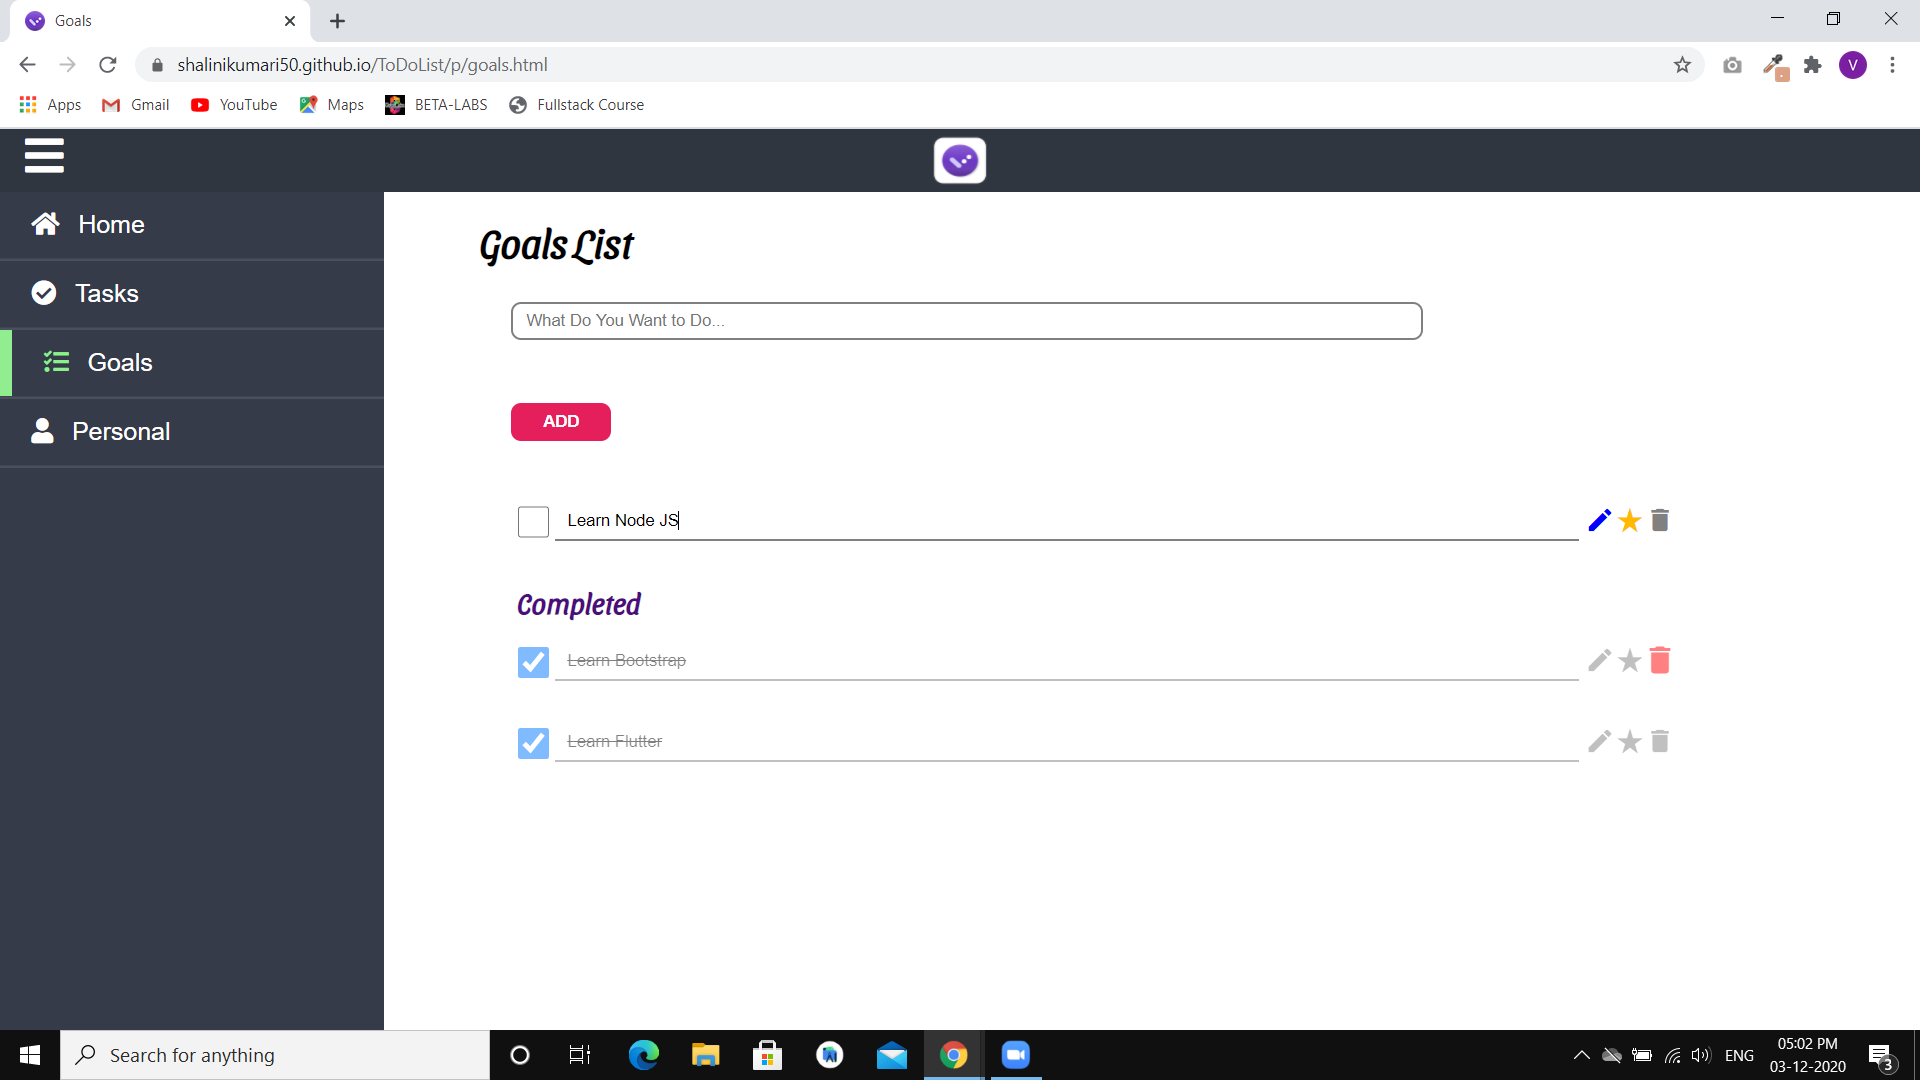 Goals
shalinikumari50.github.io/ToDoList/p/goals.html
V
Apps Gmail YouTube Maps BETA-LABS Fullstack Course
Home
Tasks
Goals
Personal
Goals List
What Do You Want to Do...
ADD
Learn Node JS
Completed
Learn Bootstrap
Learn Flutter
Search for anything
ENG
05:02 PM
03-12-2020
3